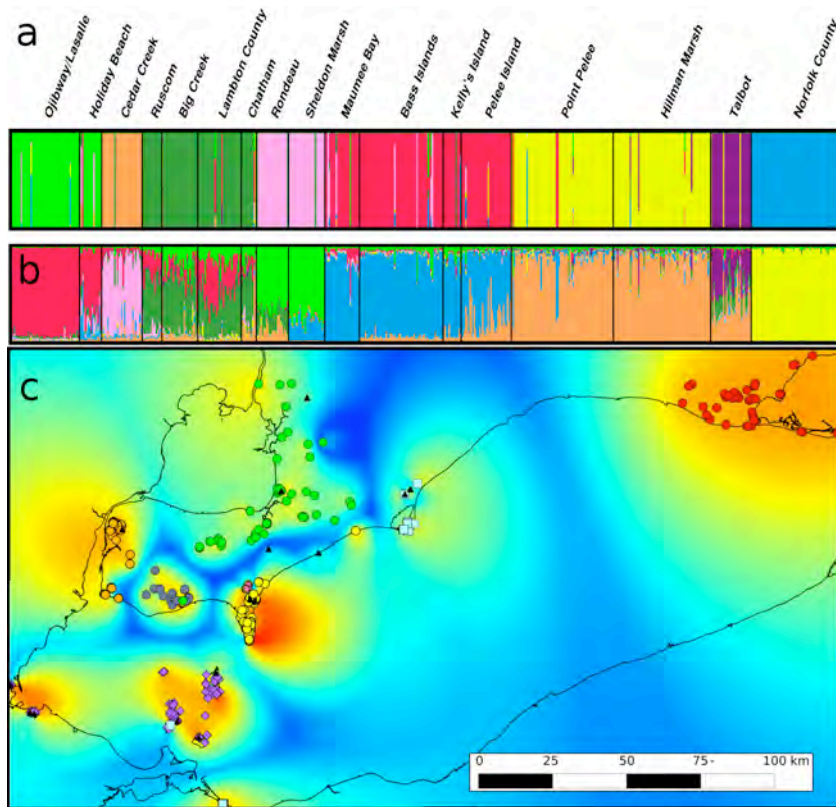 a
Ojibway/Lasalle
Holiday Beach
Cedar Creek
Ruscom
Big Creek
Lambton County
Chatham
Rondeau
Sheldon Marsh
Maumee Bay
Bass Islands
Kelly's Island
Pelee Island
Point Pelee
Hillman Marsh
Talbot
Norfolk County
b
c
0 25 50 75- 100 km